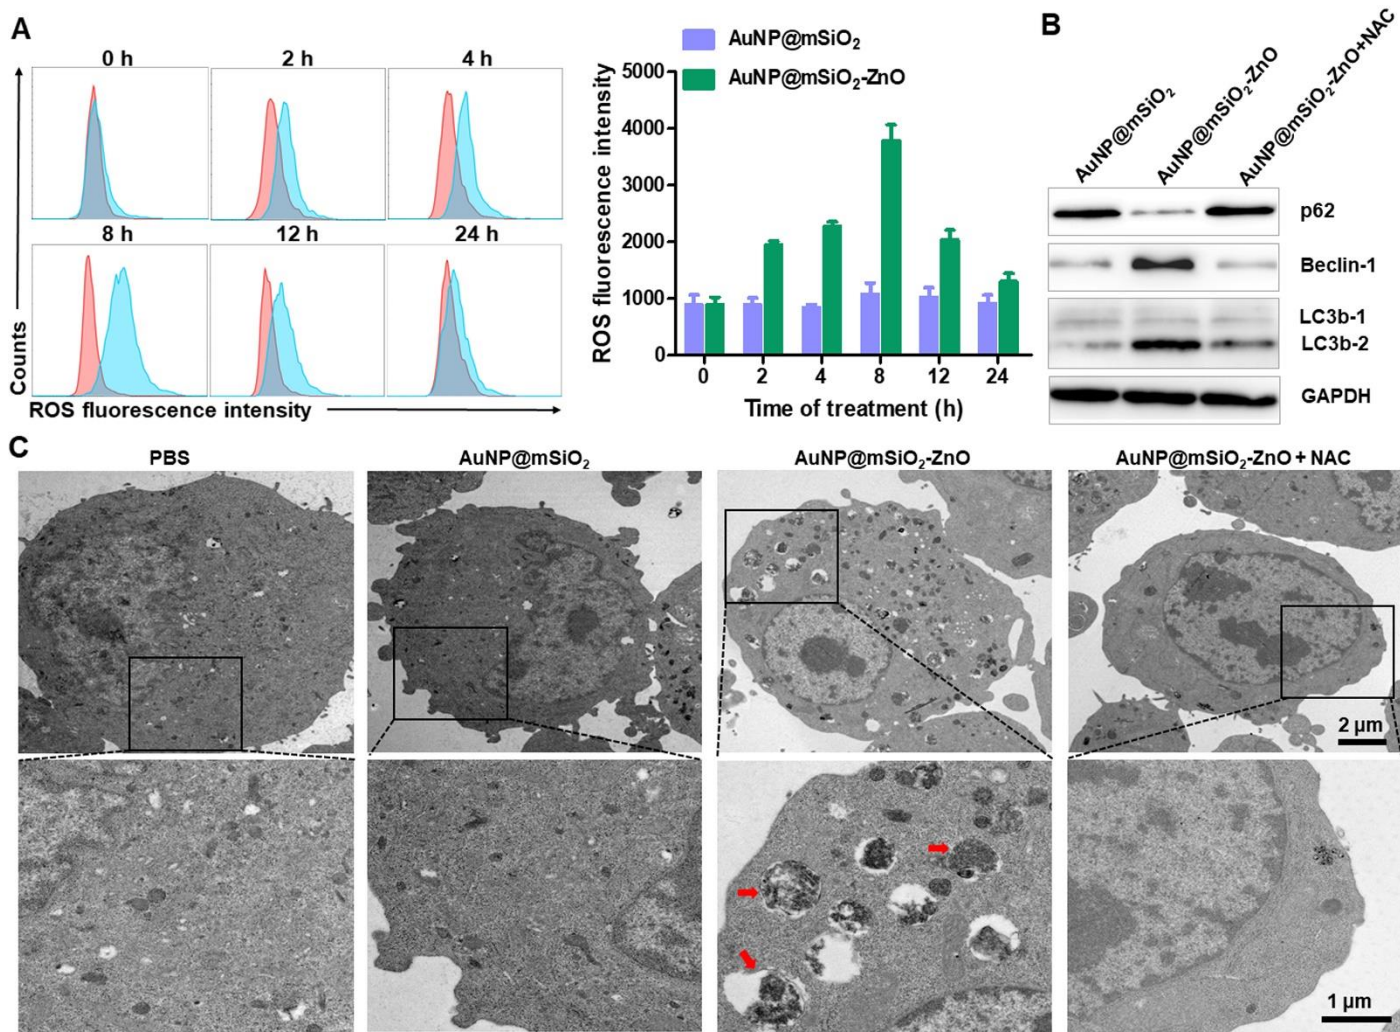 A
0 h
2 h
4 h
8 h
12 h
24 h
Counts
ROS fluorescence intensity
AuNP@mSiO₂
AuNP@mSiO₂-ZnO
ROS fluorescence intensity
5000
4000
3000
2000
1000
0
0 2 4 8 12 24
Time of treatment (h)
B
AuNP@mSiO₂
AuNP@mSiO₂-ZnO
AuNP@mSiO₂-ZnO+NAC
p62
Beclin-1
LC3b-1
LC3b-2
GAPDH
C
PBS
AuNP@mSiO₂
AuNP@mSiO₂-ZnO
AuNP@mSiO₂-ZnO + NAC
2 μm
1 μm